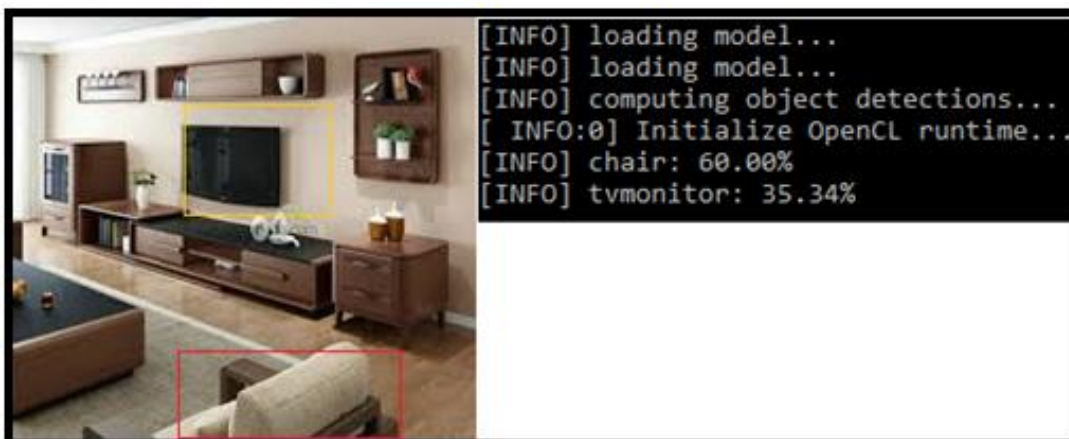 [INFO] loading model...
[INFO] loading model...
[INFO] computing object detections...
[ INFO:0] Initialize OpenCL runtime...
[INFO] chair: 60.00%
[INFO] tvmonitor: 35.34%